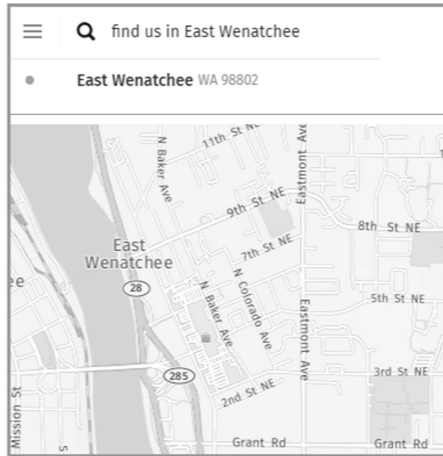 find us in East Wenatchee
East Wenatchee WA 98802
11th St N
N Baker Ave
Eastmont Ave
9th St NE
8th St NE
East
Wenatchee
7th St NE
28
ee
N Baker Ave
N Colorado Ave
5th St NE
Eastmont Ave
285
3rd St NE
2nd St NE
Mission St
S
Grant Rd
Grant Rd